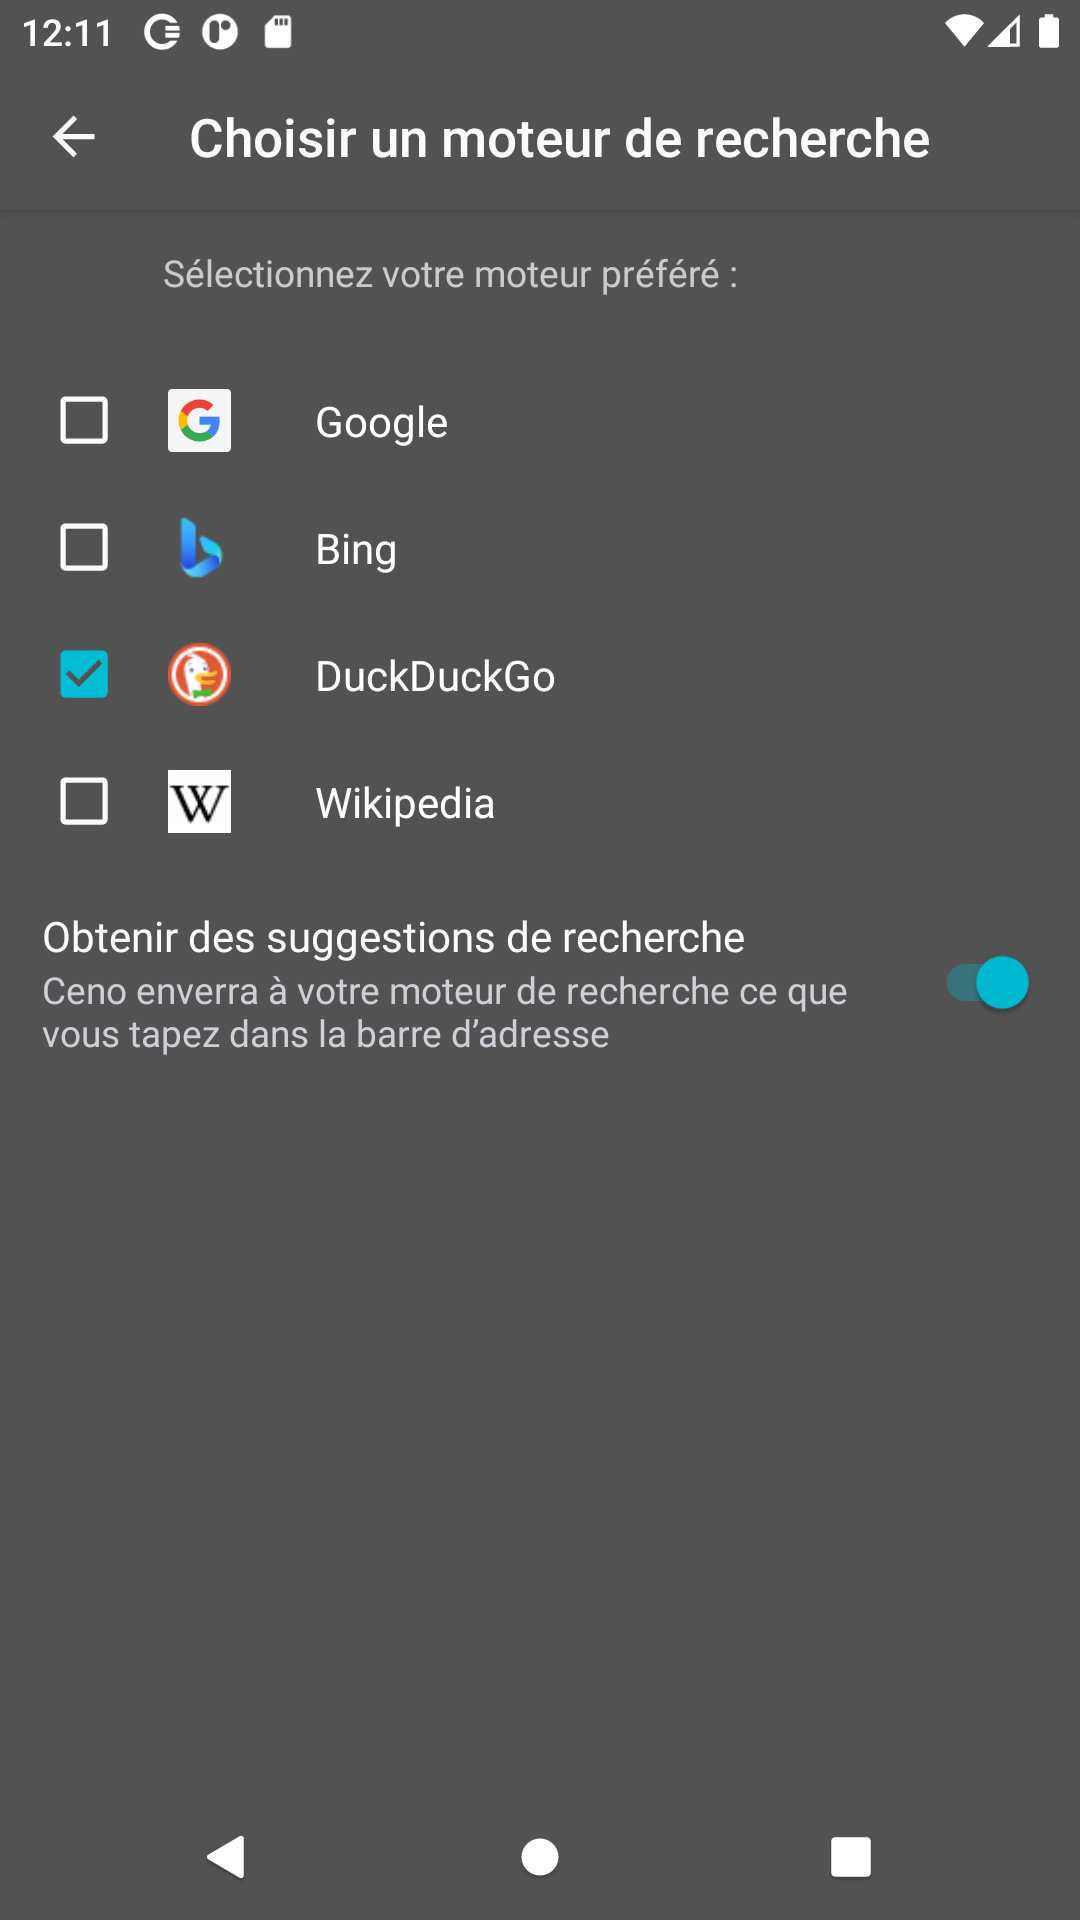 12:11
Choisir un moteur de recherche
Sélectionnez votre moteur préféré :
Google
Bing
DuckDuckGo
W Wikipedia
Obtenir des suggestions de recherche
Ceno enverra à votre moteur de recherche ce que
vous tapez dans la barre d’adresse